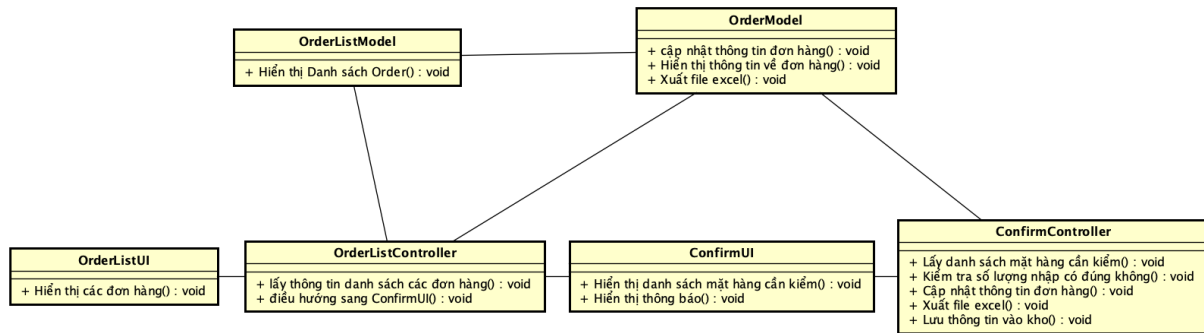 OrderListModel
+ Hiển thị Danh sách Order() : void
OrderModel
+ cập nhật thông tin đơn hàng() : void
+ Hiển thị thông tin về đơn hàng() : void
+ Xuất file excel() : void
OrderListUI
+ Hiển thị các đơn hàng() : void
OrderListController
+ lấy thông tin danh sách các đơn hàng() : void
+ điều hướng sang ConfirmUI() : void
ConfirmUI
+ Hiển thị danh sách mặt hàng cần kiểm() : void
+ Hiển thị thông báo() : void
ConfirmController
+ Lấy danh sách mặt hàng cần kiểm() : void
+ Kiểm tra số lượng nhập có đúng không() : void
+ Cập nhật thông tin đơn hàng() : void
+ Xuất file excel() : void
+ Lưu thông tin vào kho() : void